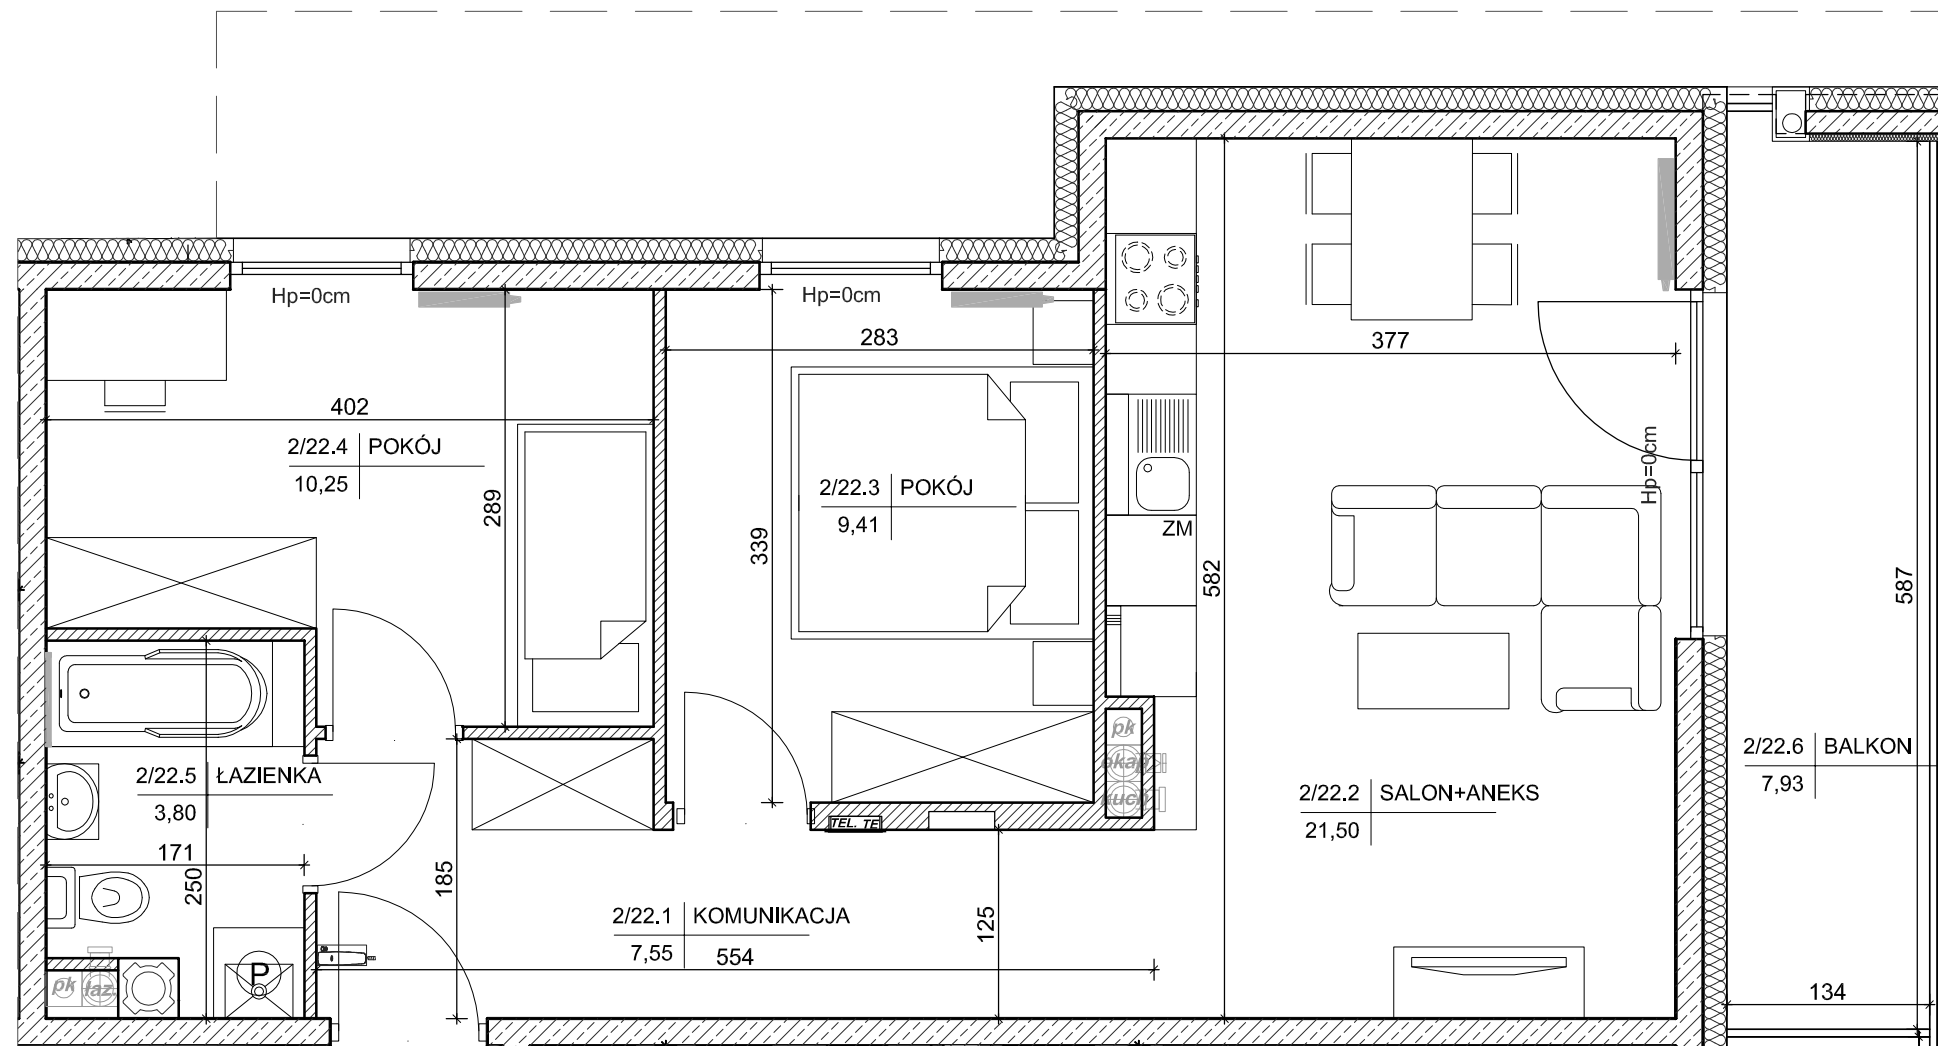 Hp=0cm
Hp=0cm
283
377
402
2/22.4 POKÓJ
10,25
289
2/22.3 POKÓJ
9,41
339
Hp=0cm
ZM
582
587
pk
okap
kuch
2/22.5 ŁAZIENKA
3,80
2/22.2 SALON+ANEKS
21,50
2/22.6 BALKON
7,93
TEL. TE
171
250
185
2/22.1 KOMUNIKACJA
7,55
554
125
P
pk
łaz.
134